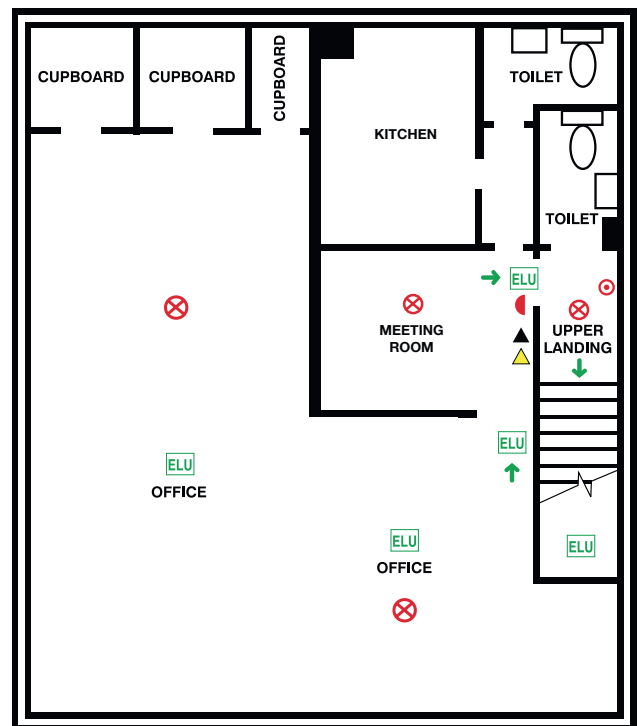 CUPBOARD
CUPBOARD
CUPBOARD
TOILET
KITCHEN
TOILET
ELU
MEETING
ROOM
UPPER
LANDING
ELU
ELU
OFFICE
ELU
OFFICE
ELU